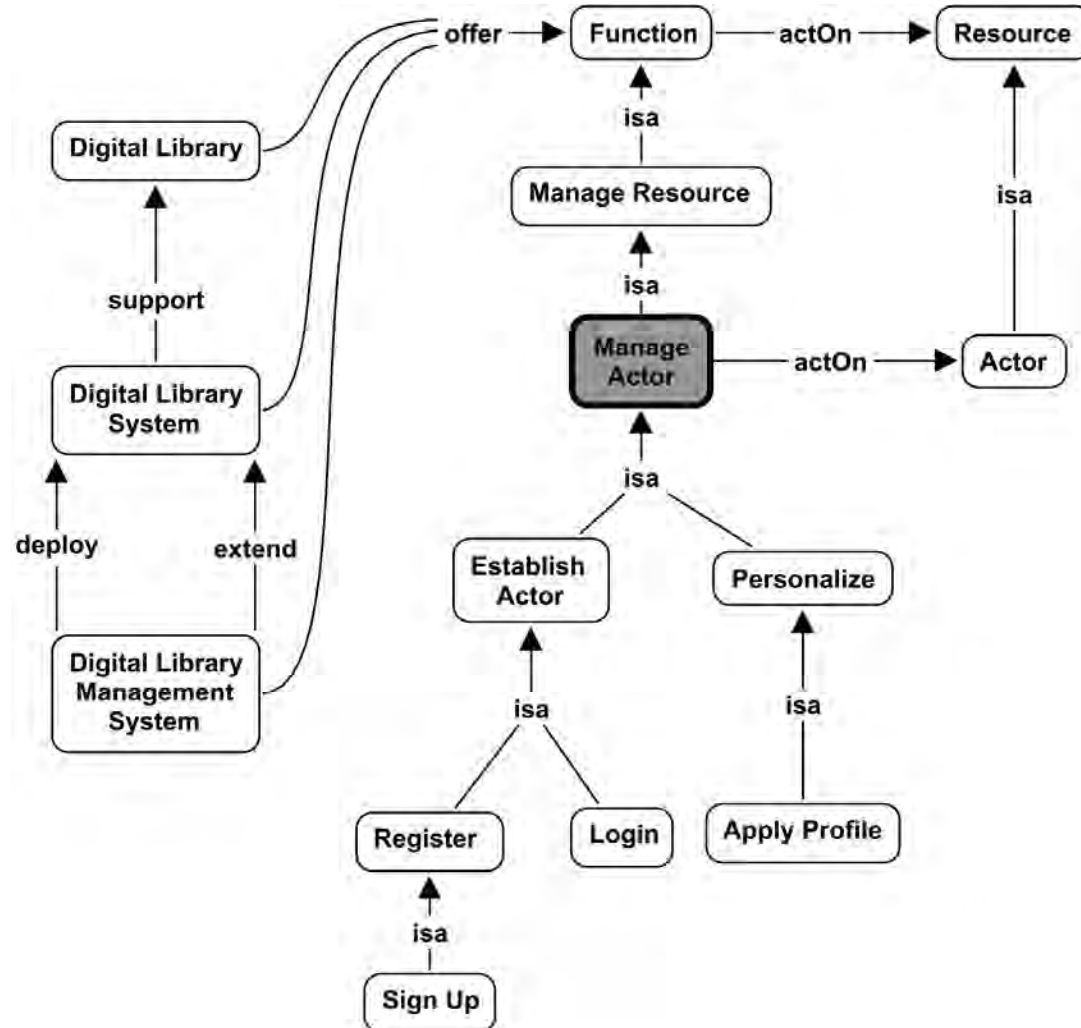 offer
Function
actOn
Resource
Digital Library
isa
Manage Resource
isa
isa
support
Manage
Actor
actOn
Actor
Digital Library
System
isa
deploy
extend
Establish
Actor
Personalize
Digital Library
Management
System
isa
isa
Register
Login
Apply Profile
isa
Sign Up